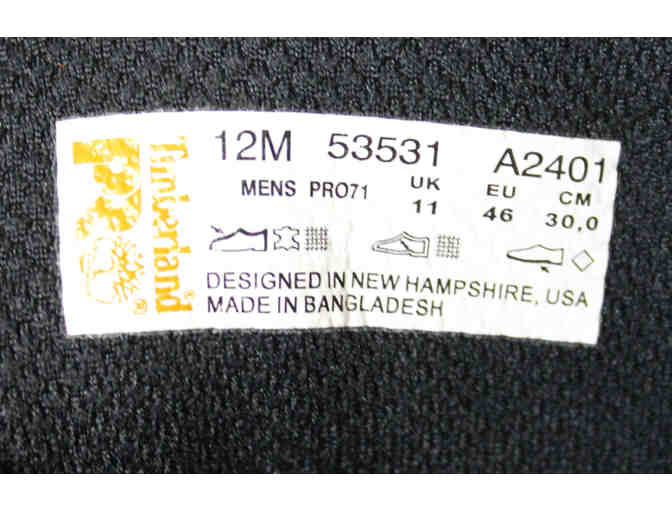 Timberland ®
PRO
®
12M 53531 A2401
MENS PRO71 UK EU CM
11 46 30,0
DESIGNED IN NEW HAMPSHIRE, USA
MADE IN BANGLADESH